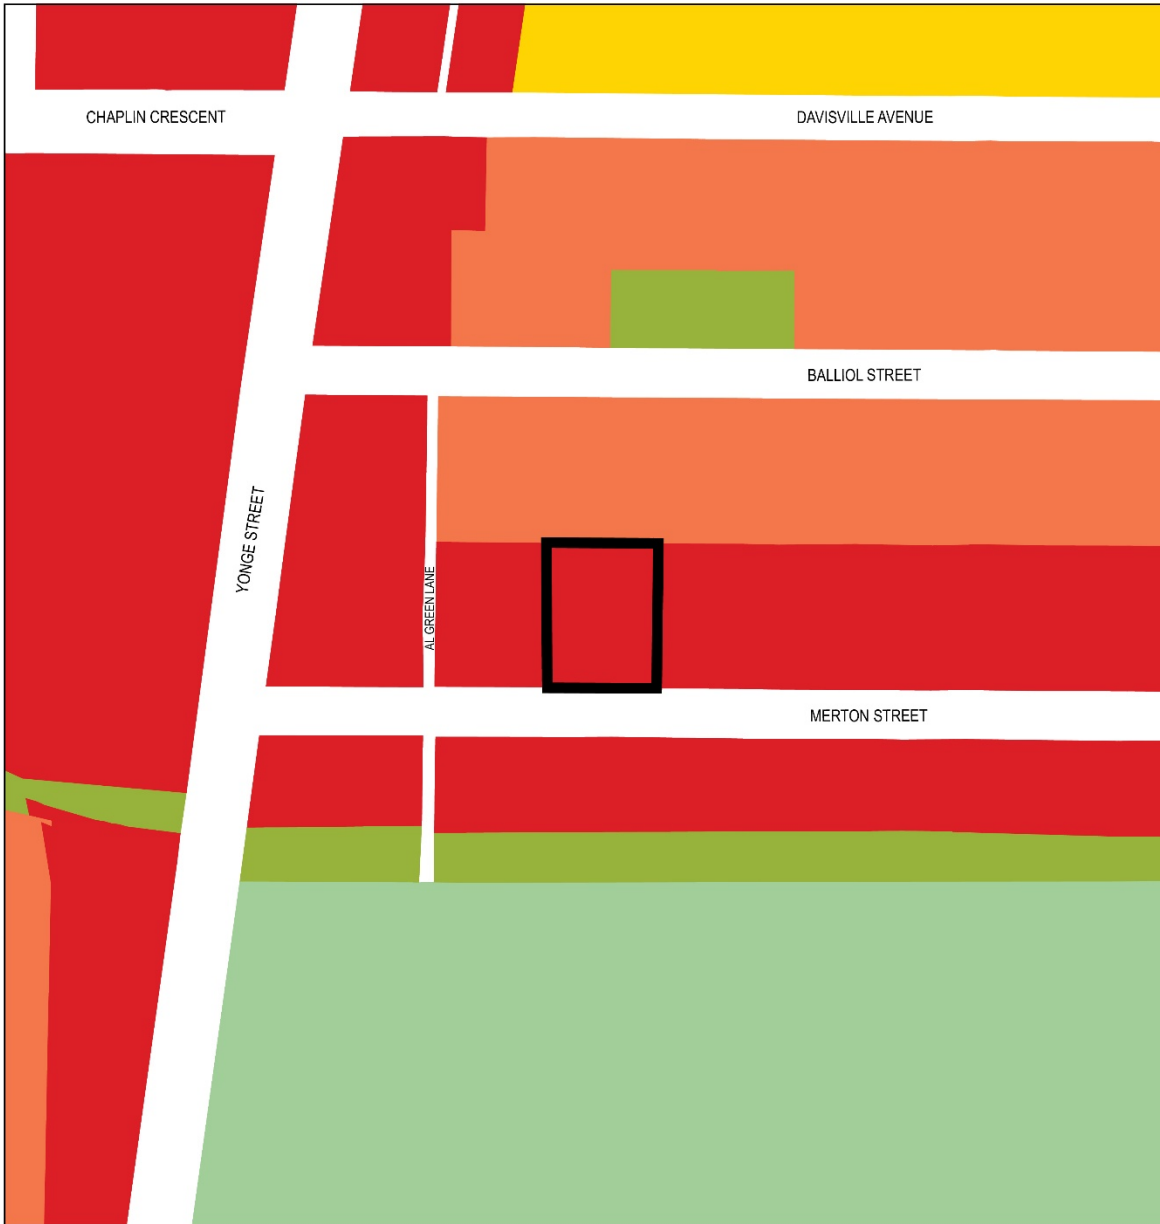 CHAPLIN CRESCENT
DAVISVILLE AVENUE
BALLIOL STREET
YONGE STREET
AL GREEN LANE
MERTON STREET